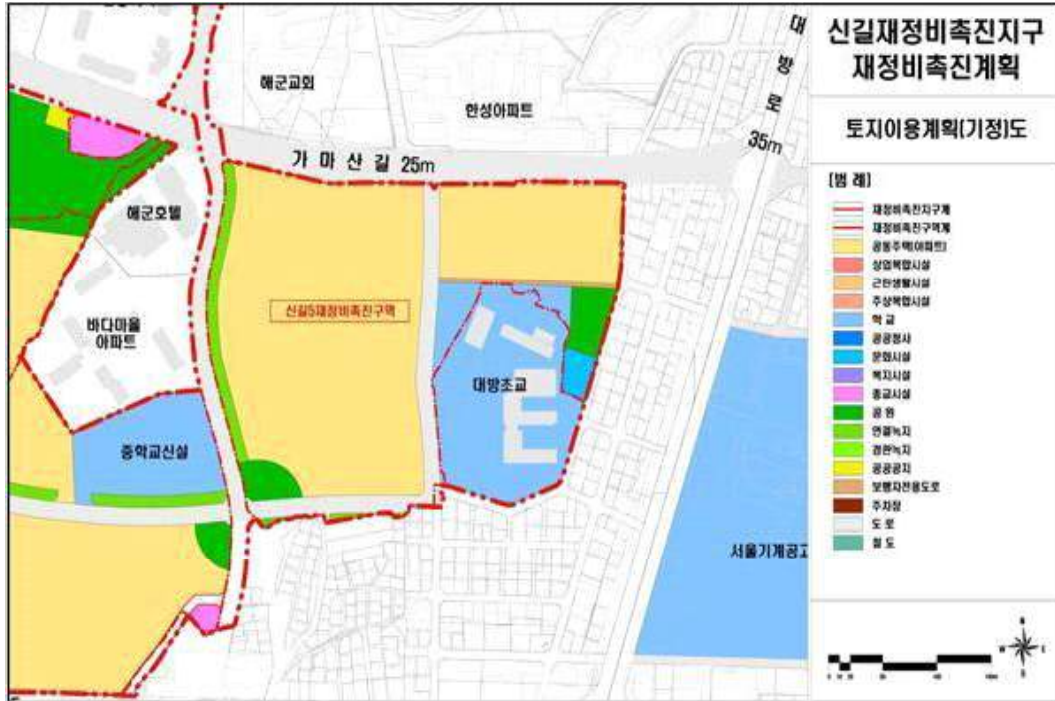 신길재정비촉진지구
재정비촉진계획
토지이용계획(기정)도
[범 례]
재정비촉진지구계
재정비촉진구역계
공동주택(아파트)
상업복합시설
근린생활시설
주상복합시설
학 교
공공청사
문화시설
복지시설
종교시설
공 원
연결녹지
경관녹지
공공공지
보행자전용도로
주차장
도 로
철 도
해군교회
한성아파트
대 방 로
35m
가 마 산 길 25m
해군호텔
신길5재정비촉진구역
바다마을
아파트
대방초교
중학교신설
서울기계공고
N
W
E